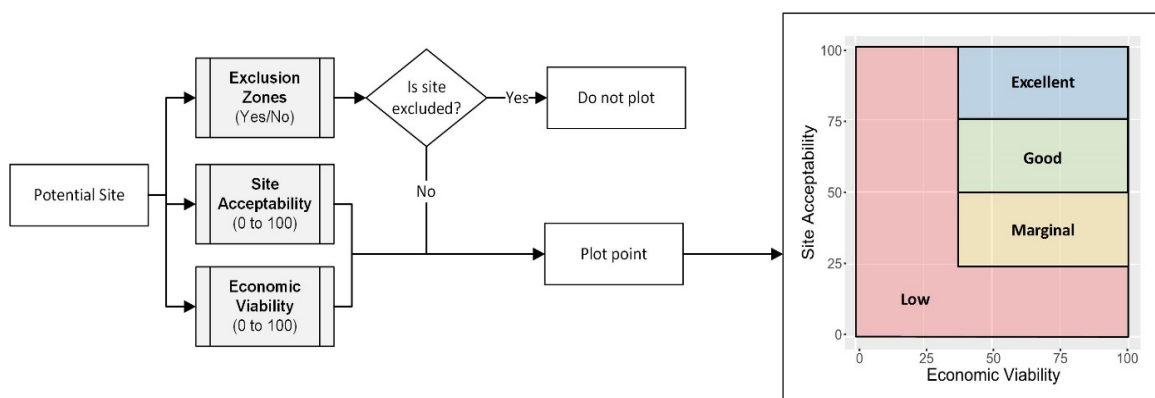 Potential Site
Exclusion
Zones
(Yes/No)
Site
Acceptability
(0 to 100)
Economic
Viability
(0 to 100)
Is site
excluded?
Yes
No
Do not plot
Plot point
Site Acceptability
100
75
50
25
0
Excellent
Good
Marginal
Low
0
25
50
75
100
Economic Viability